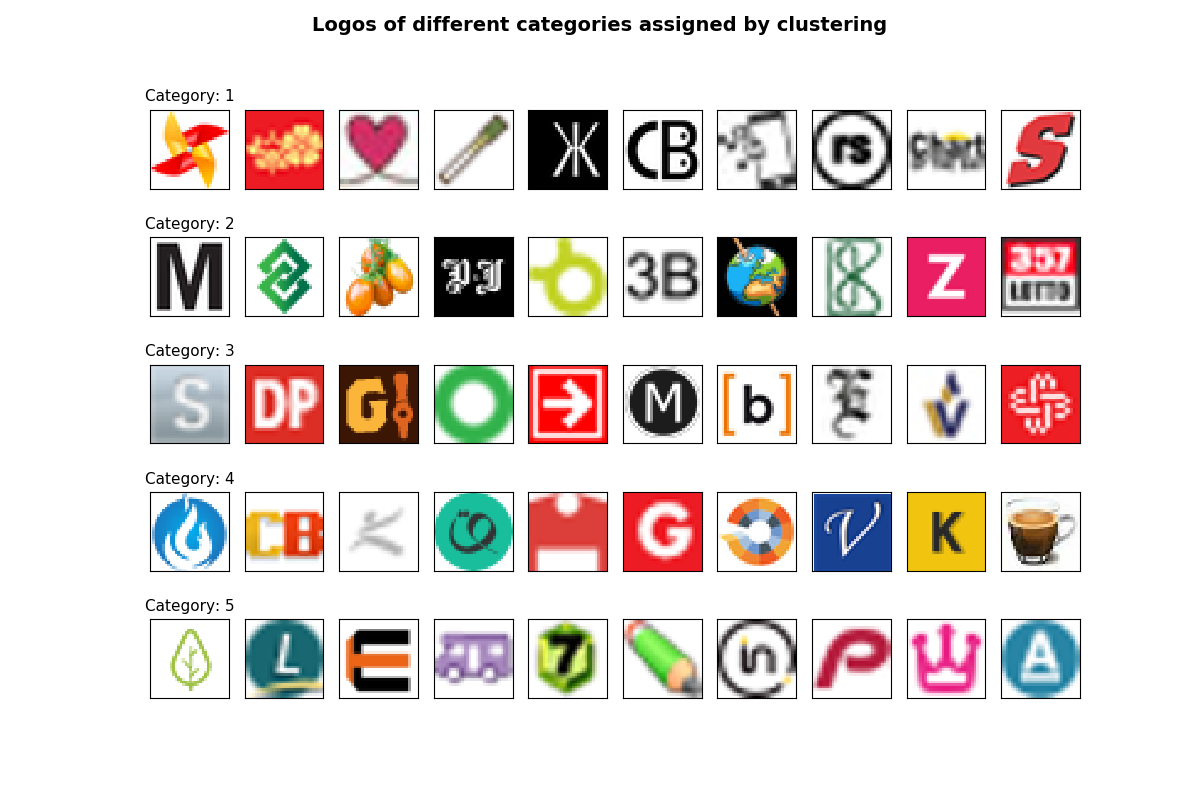 Logos of different categories assigned by clustering
Category: 1
Ж CB rs Chart S
Category: 2
M P.J 3B B Z 357 LOTTO
Category: 3
S DP G! M [b] E V
Category: 4
CB G V K
Category: 5
L E 7 in P A